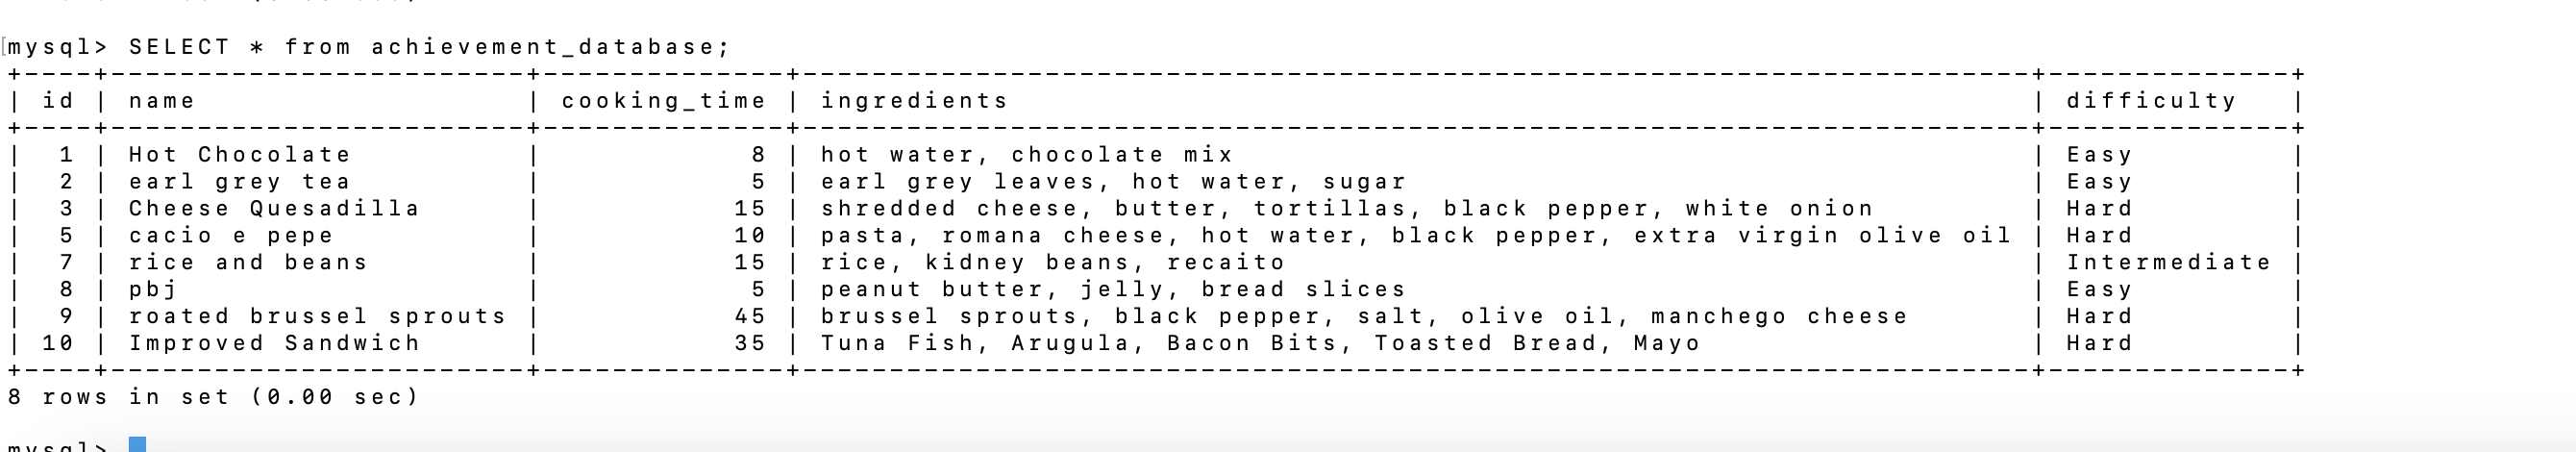 mysql> SELECT * from achievement_database;
+----+------------------------+--------------+-----------------------------------------------------------------------+--------------+
| id | name                   | cooking_time | ingredients                                                           | difficulty   |
+----+------------------------+--------------+-----------------------------------------------------------------------+--------------+
|  1 | Hot Chocolate          |            8 | hot water, chocolate mix                                              | Easy         |
|  2 | earl grey tea          |            5 | earl grey leaves, hot water, sugar                                    | Easy         |
|  3 | Cheese Quesadilla      |           15 | shredded cheese, butter, tortillas, black pepper, white onion         | Hard         |
|  5 | cacio e pepe           |           10 | pasta, romana cheese, hot water, black pepper, extra virgin olive oil | Hard         |
|  7 | rice and beans         |           15 | rice, kidney beans, recaito                                           | Intermediate |
|  8 | pbj                    |            5 | peanut butter, jelly, bread slices                                    | Easy         |
|  9 | roated brussel sprouts |           45 | brussel sprouts, black pepper, salt, olive oil, manchego cheese       | Hard         |
| 10 | Improved Sandwich      |           35 | Tuna Fish, Arugula, Bacon Bits, Toasted Bread, Mayo                   | Hard         |
+----+------------------------+--------------+-----------------------------------------------------------------------+--------------+
8 rows in set (0.00 sec)
mysql>